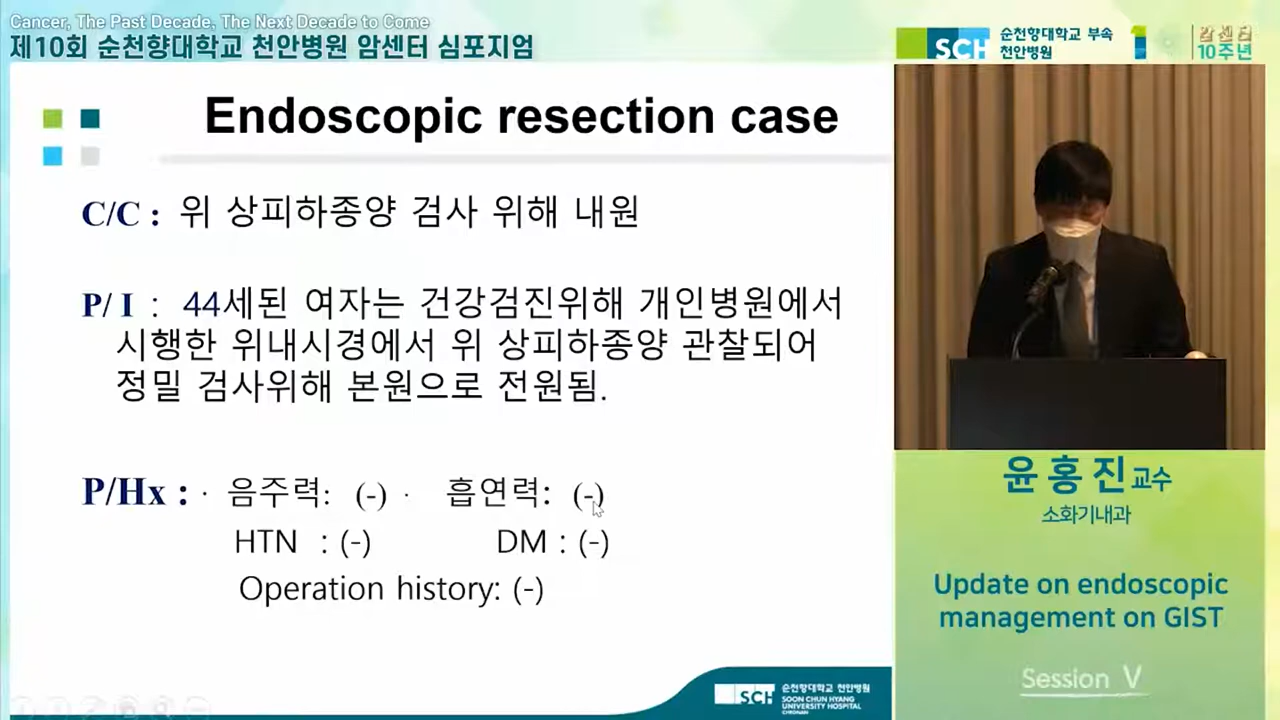 Cancer, The Past Decade, The Next Decade to Come
제10회 순천향대학교 천안병원 암센터 심포지엄
SCH 순천향대학교 부속
천안병원
암센터
10주년
Endoscopic resection case
C/C : 위 상피하종양 검사 위해 내원
P/ I : 44세된 여자는 건강검진위해 개인병원에서
시행한 위내시경에서 위 상피하종양 관찰되어
정밀 검사위해 본원으로 전원됨.
P/Hx : · 음주력: (-) · 흡연력: (-)
HTN : (-) DM : (-)
Operation history: (-)
SCH 순천향대학교 천안병원
SOON CHUN HYANG
UNIVERSITY HOSPITAL
CHEONAN
윤홍진교수
소화기내과
Update on endoscopic
management on GIST
Session V